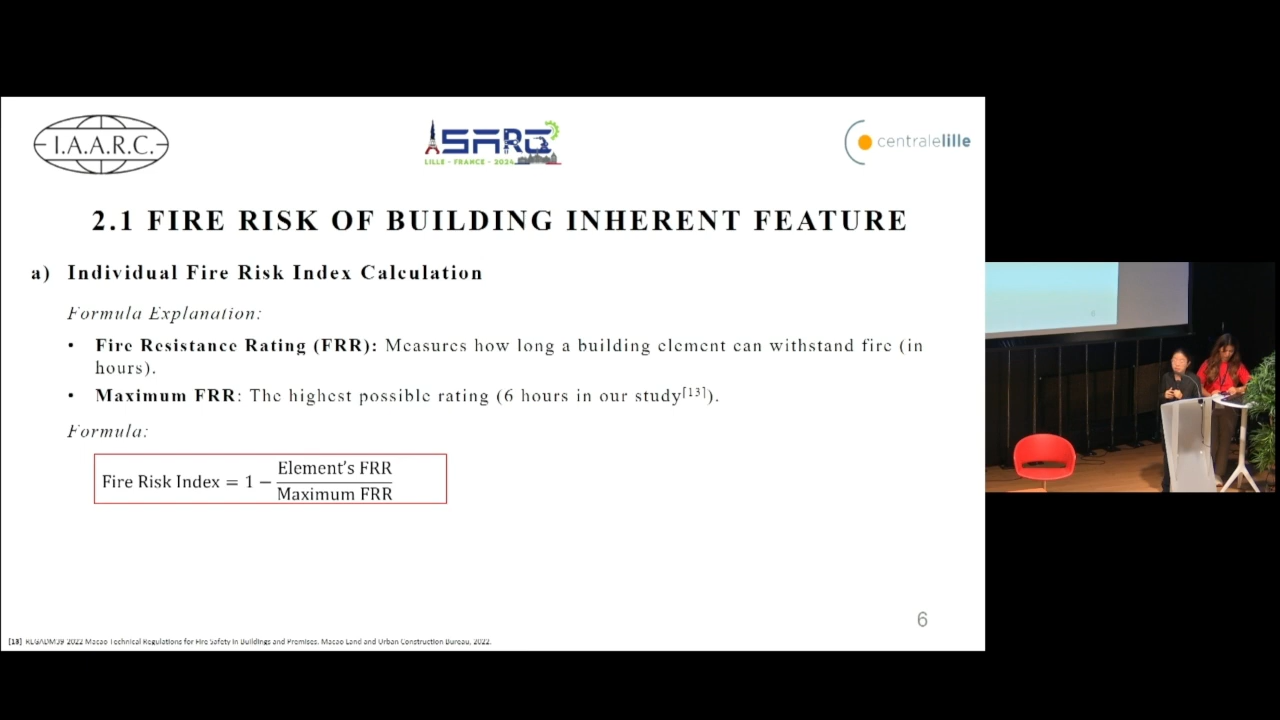 I.A.A.R.C.
ISARC
LILLE - FRANCE - 2024
centralelille
2.1 FIRE RISK OF BUILDING INHERENT FEATURE
a) Individual Fire Risk Index Calculation
Formula Explanation:
• Fire Resistance Rating (FRR): Measures how long a building element can withstand fire (in
hours).
• Maximum FRR: The highest possible rating (6 hours in our study[13]).
Formula:
Fire Risk Index = 1 − Element's FRR / Maximum FRR
6
[13] 2022 Macao Technical Regulations for Fire Safety in Buildings and Premises. Macao Land and Urban Construction Bureau, 2022.